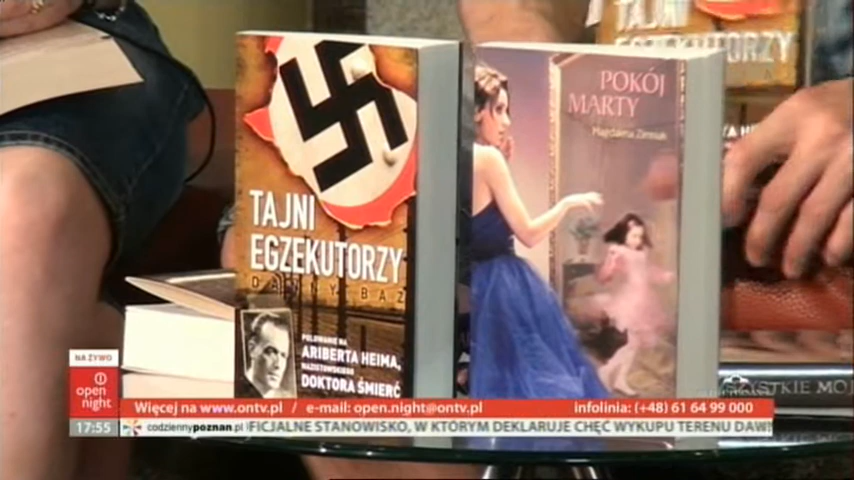 TAJNI
EGZEKUTORZY
DANNY BAZ
POLOWANIE NA
ARIBERTA HEIMA,
NAZISTOWSKIEGO
DOKTORA ŚMIERĆ
POKÓJ
MARTY
Magdalena Zimniak
TAJNI
EGZEKUTORZY
NA ŻYWO
open
night
Więcej na www.ontv.pl / e-mail: open.night@ontv.pl infolinia: (+48) 61 64 99 000
17:55 codziennypoznan.pl OFICJALNE STANOWISKO, W KTÓRYM DEKLARUJE CHĘĆ WYKUPU TERENU DAW